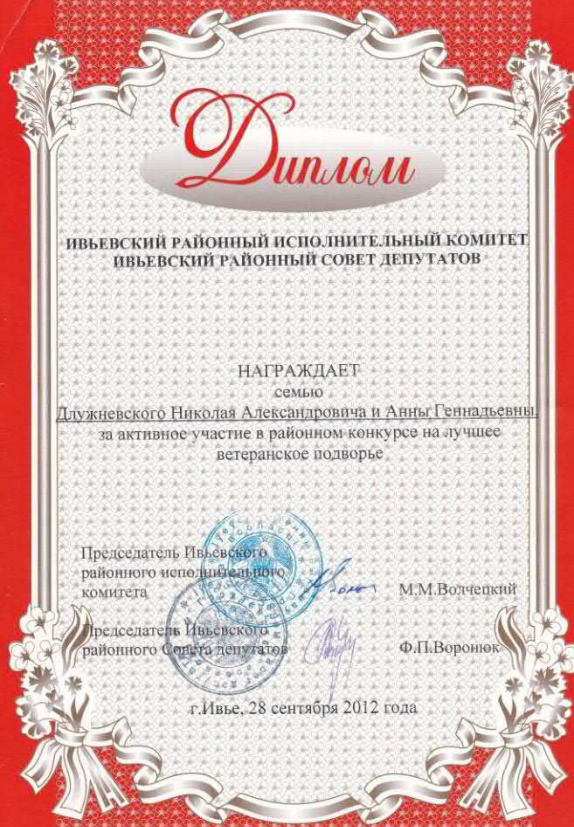 Диплом
ИВЬЕВСКИЙ РАЙОННЫЙ ИСПОЛНИТЕЛЬНЫЙ КОМИТЕТ
ИВЬЕВСКИЙ РАЙОННЫЙ СОВЕТ ДЕПУТАТОВ
НАГРАЖДАЕТ
семью
Длужневского Николая Александровича и Анны Геннадьевны,
за активное участие в районном конкурсе на лучшее
ветеранское подворье
Председатель Ивьевского
районного исполнительного
комитета М.М.Волчецкий
Председатель Ивьевского
районного Совета депутатов Ф.П.Воронюк
г.Ивье, 28 сентября 2012 года